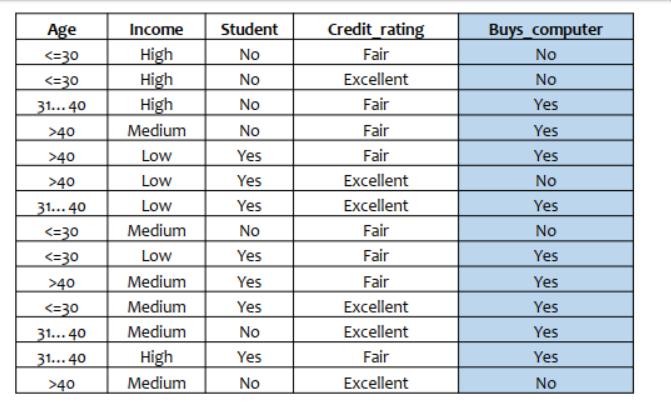 Age Income Student Credit_rating Buys_computer
<=30 High No Fair No
<=30 High No Excellent No
31...40 High No Fair Yes
>40 Medium No Fair Yes
>40 Low Yes Fair Yes
>40 Low Yes Excellent No
31...40 Low Yes Excellent Yes
<=30 Medium No Fair No
<=30 Low Yes Fair Yes
>40 Medium Yes Fair Yes
<=30 Medium Yes Excellent Yes
31...40 Medium No Excellent Yes
31...40 High Yes Fair Yes
>40 Medium No Excellent No